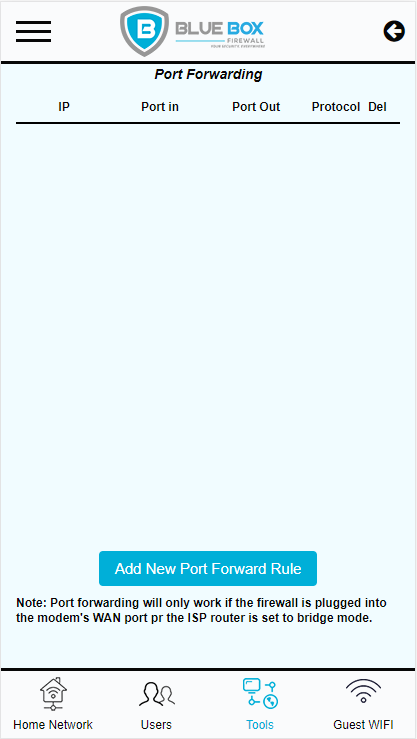 B BLUE BOX
FIREWALL
YOUR SECURITY, EVERYWHERE!
Port Forwarding
IP Port in Port Out Protocol Del
Add New Port Forward Rule
Note: Port forwarding will only work if the firewall is plugged into
the modem's WAN port pr the ISP router is set to bridge mode.
Home Network Users Tools Guest WIFI